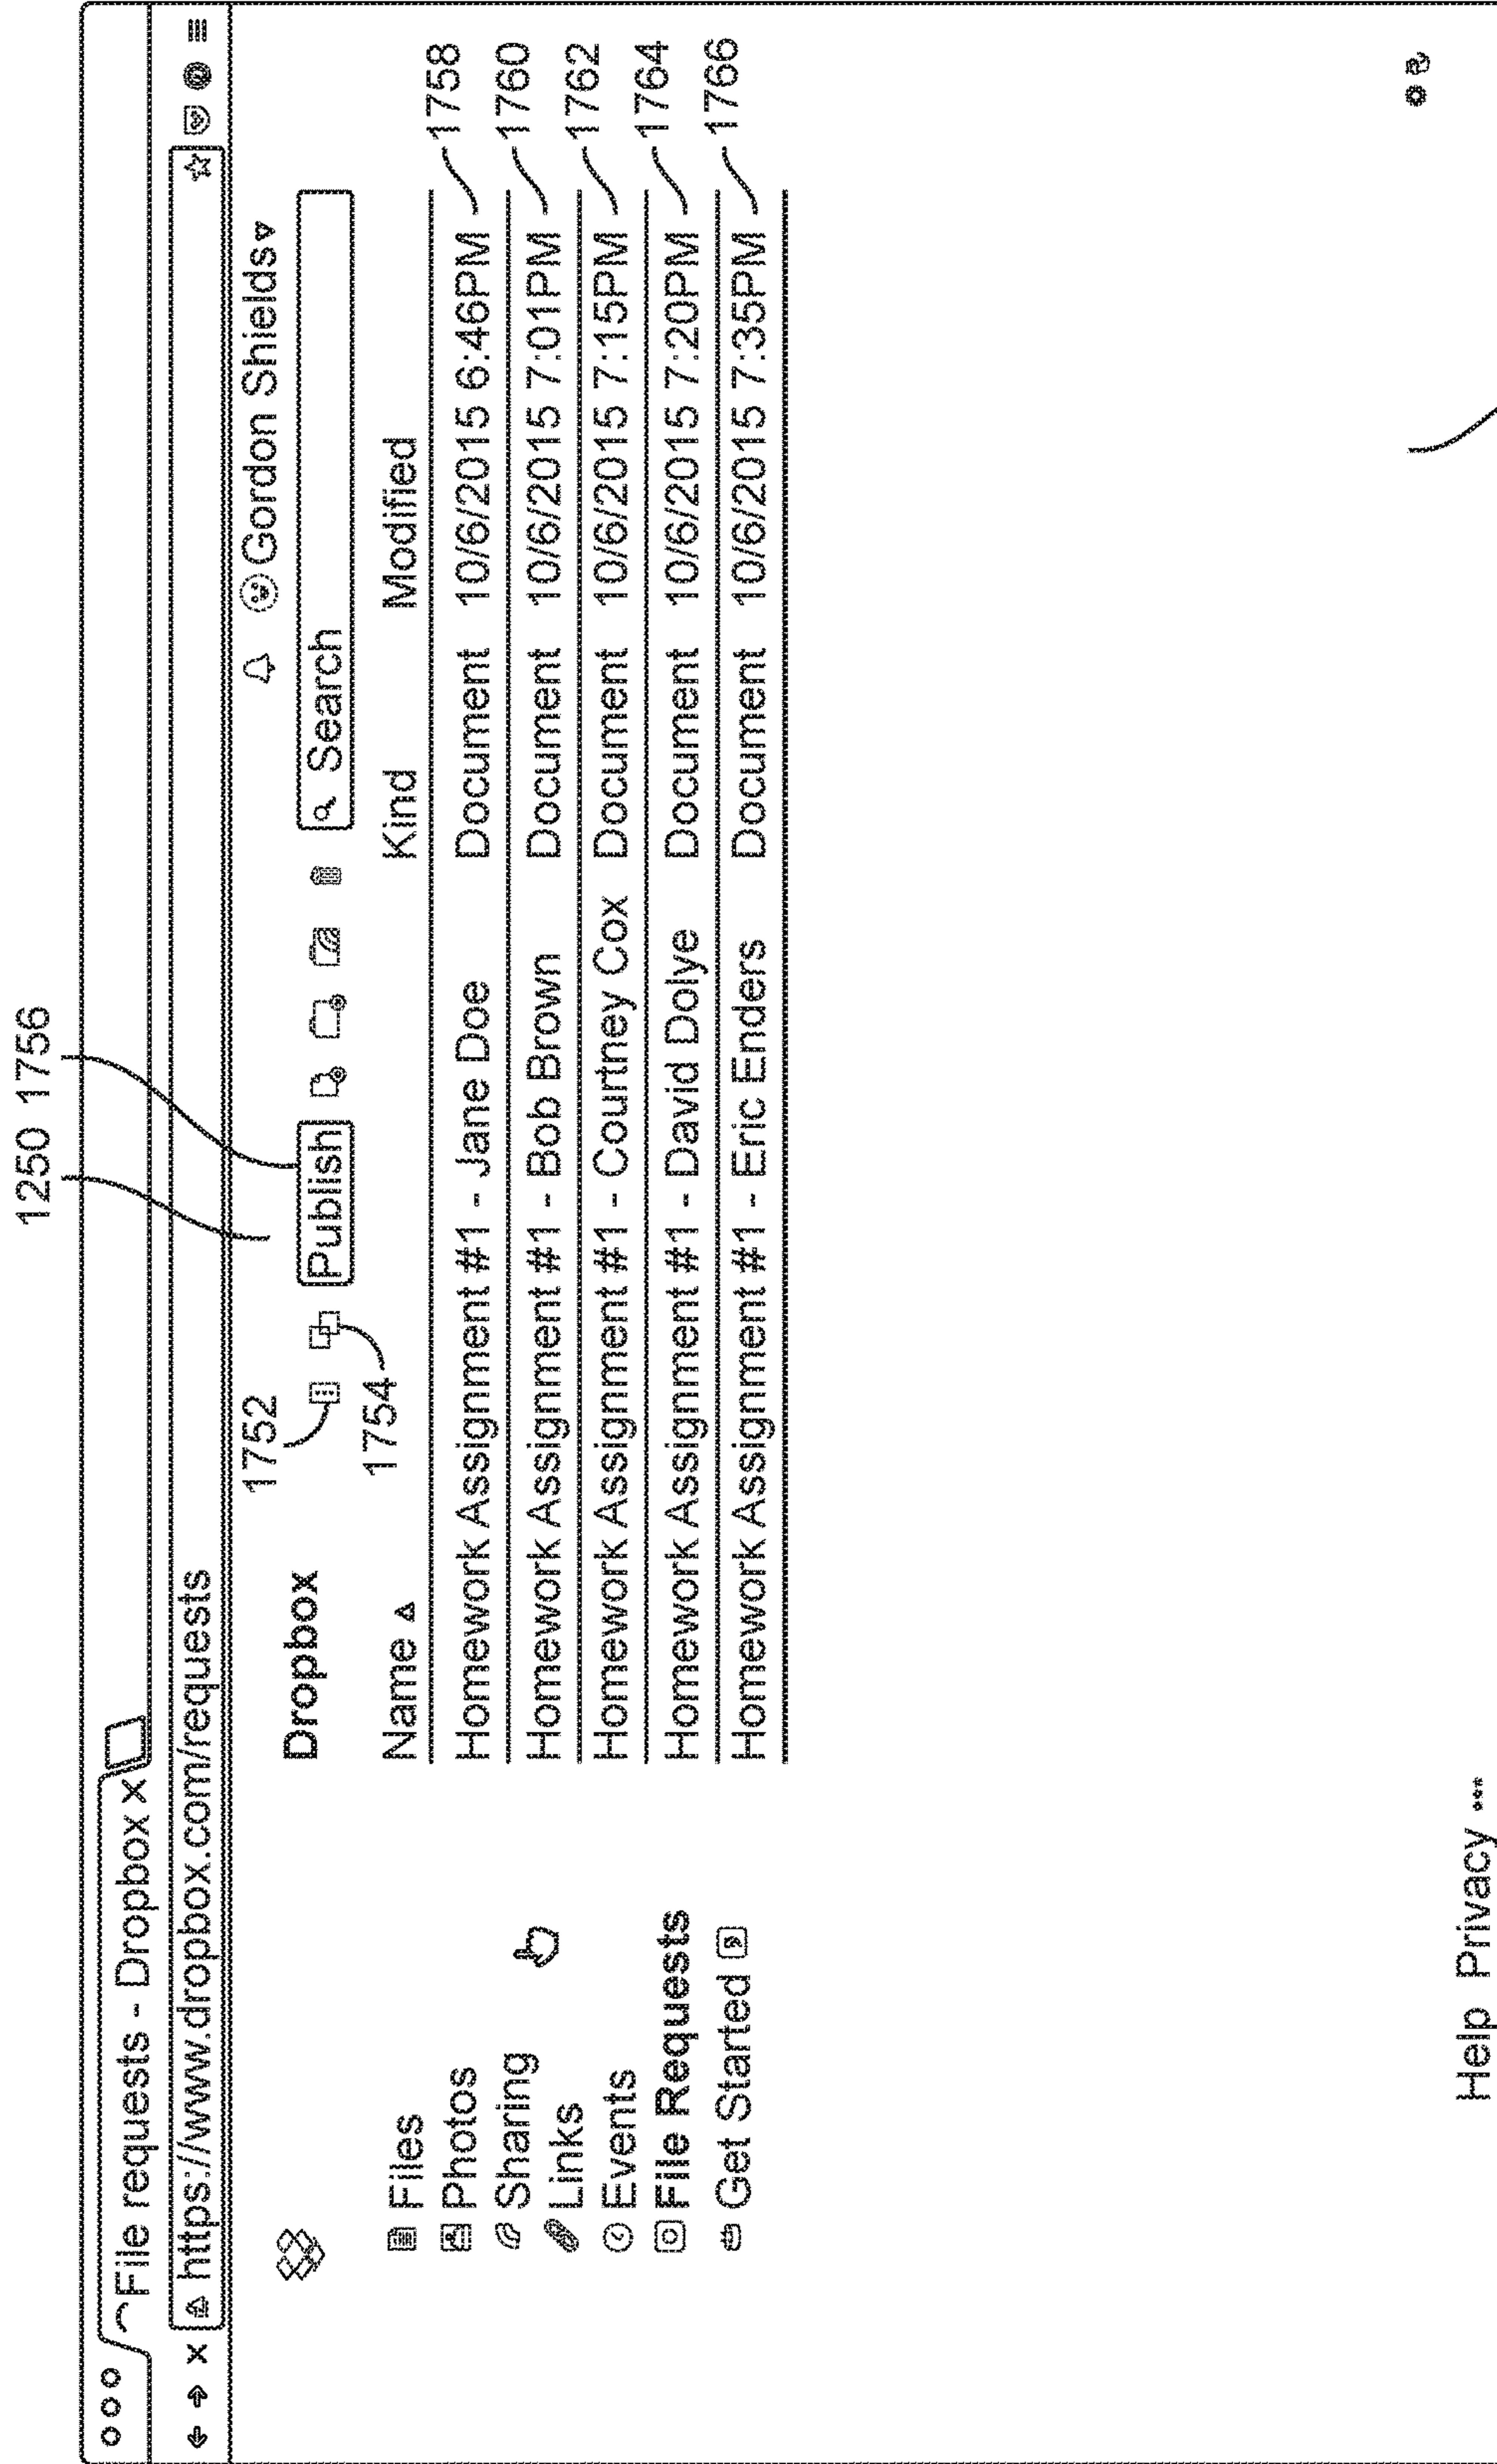 1250 1756
File requests - Dropbox x
https://www.dropbox.com/requests
Gordon Shields
1752
Dropbox
Publish
Search
1754
Name Kind Modified
Homework Assignment #1 - Jane Doe Document 10/6/2015 6:46PM 1758
Homework Assignment #1 - Bob Brown Document 10/6/2015 7:01PM 1760
Homework Assignment #1 - Courtney Cox Document 10/6/2015 7:15PM 1762
Homework Assignment #1 - David Dolye Document 10/6/2015 7:20PM 1764
Homework Assignment #1 - Eric Enders Document 10/6/2015 7:35PM 1766
Files
Photos
Sharing
Links
Events
File Requests
Get Started
Help Privacy •••